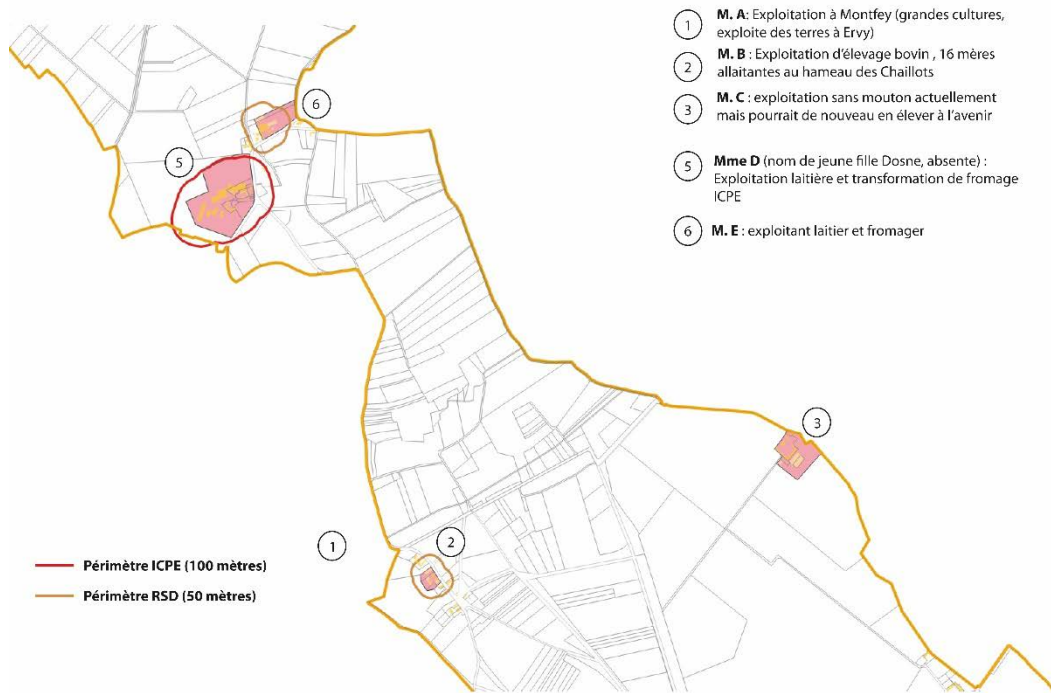 1
M. A: Exploitation à Montfey (grandes cultures,
exploite des terres à Ervy)
2
M. B : Exploitation d'élevage bovin , 16 mères
allaitantes au hameau des Chaillots
3
M. C : exploitation sans mouton actuellement
mais pourrait de nouveau en élever à l'avenir
5
Mme D (nom de jeune fille Dosne, absente) :
Exploitation laitière et transformation de fromage
ICPE
6
M. E : exploitant laitier et fromager
6
5
3
1
2
Périmètre ICPE (100 mètres)
Périmètre RSD (50 mètres)